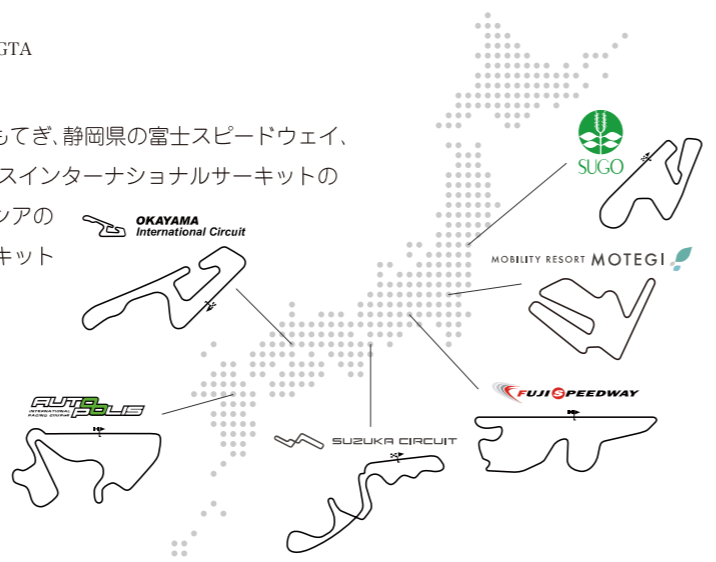 GTA
もてぎ、静岡県の富士スピードウェイ、
スインターナショナルサーキットの
シアの
キット
SUGO
OKAYAMA
International Circuit
MOBILITY RESORT MOTEGI
AUTOPOLIS
INTERNATIONAL
RACING COURSE
FUJI SPEEDWAY
SUZUKA CIRCUIT